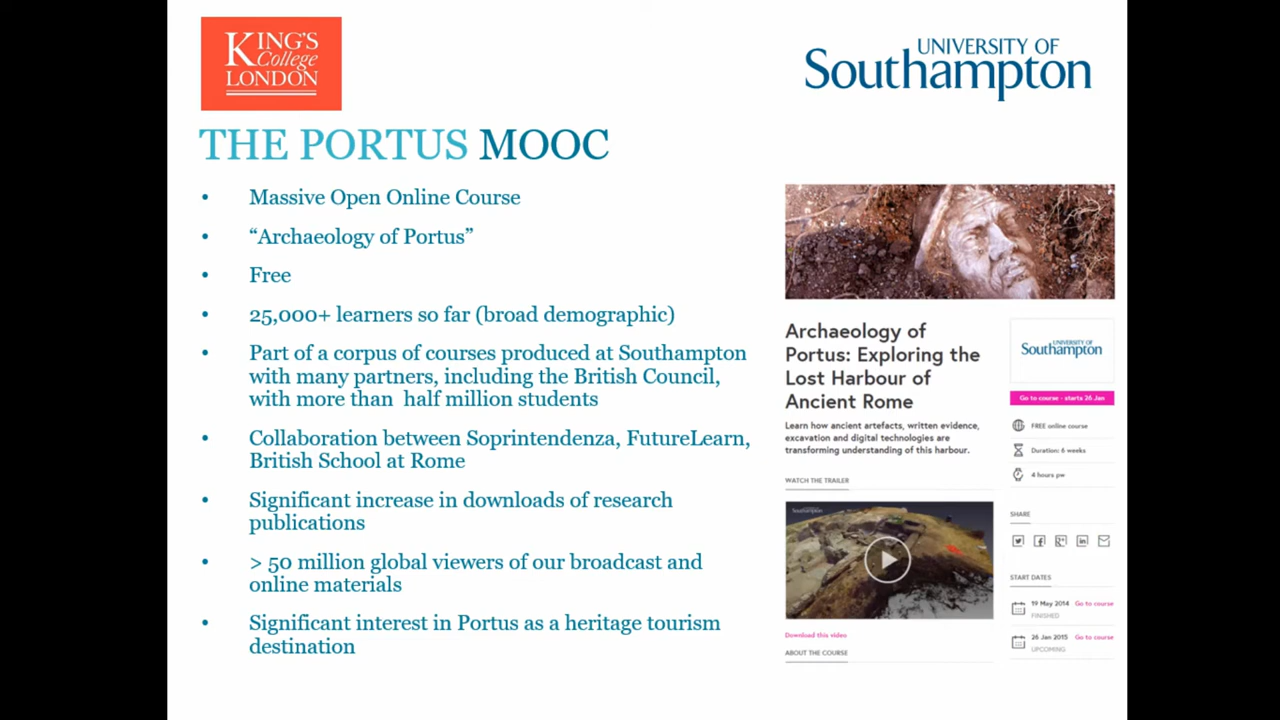 KING'S
College
LONDON
UNIVERSITY OF
Southampton
THE PORTUS MOOC
• Massive Open Online Course
• “Archaeology of Portus”
• Free
• 25,000+ learners so far (broad demographic)
• Part of a corpus of courses produced at Southampton
with many partners, including the British Council,
with more than half million students
• Collaboration between Soprintendenza, FutureLearn,
British School at Rome
• Significant increase in downloads of research
publications
• > 50 million global viewers of our broadcast and
online materials
• Significant interest in Portus as a heritage tourism
destination
Archaeology of
Portus: Exploring the
Lost Harbour of
Ancient Rome
Learn how ancient artefacts, written evidence,
excavation and digital technologies are
transforming understanding of this harbour.
WATCH THE TRAILER
Southampton
Download this video
ABOUT THE COURSE
UNIVERSITY OF
Southampton
Go to course - starts 26 Jan
FREE online course
Duration: 6 weeks
4 hours pw
SHARE
START DATES
19 May 2014 Go to course
FINISHED
26 Jan 2015 Go to course
UPCOMING